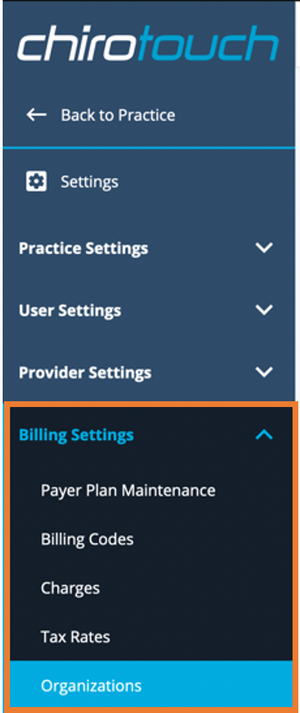 chirotouch
Back to Practice
Settings
Practice Settings
User Settings
Provider Settings
Billing Settings
Payer Plan Maintenance
Billing Codes
Charges
Tax Rates
Organizations